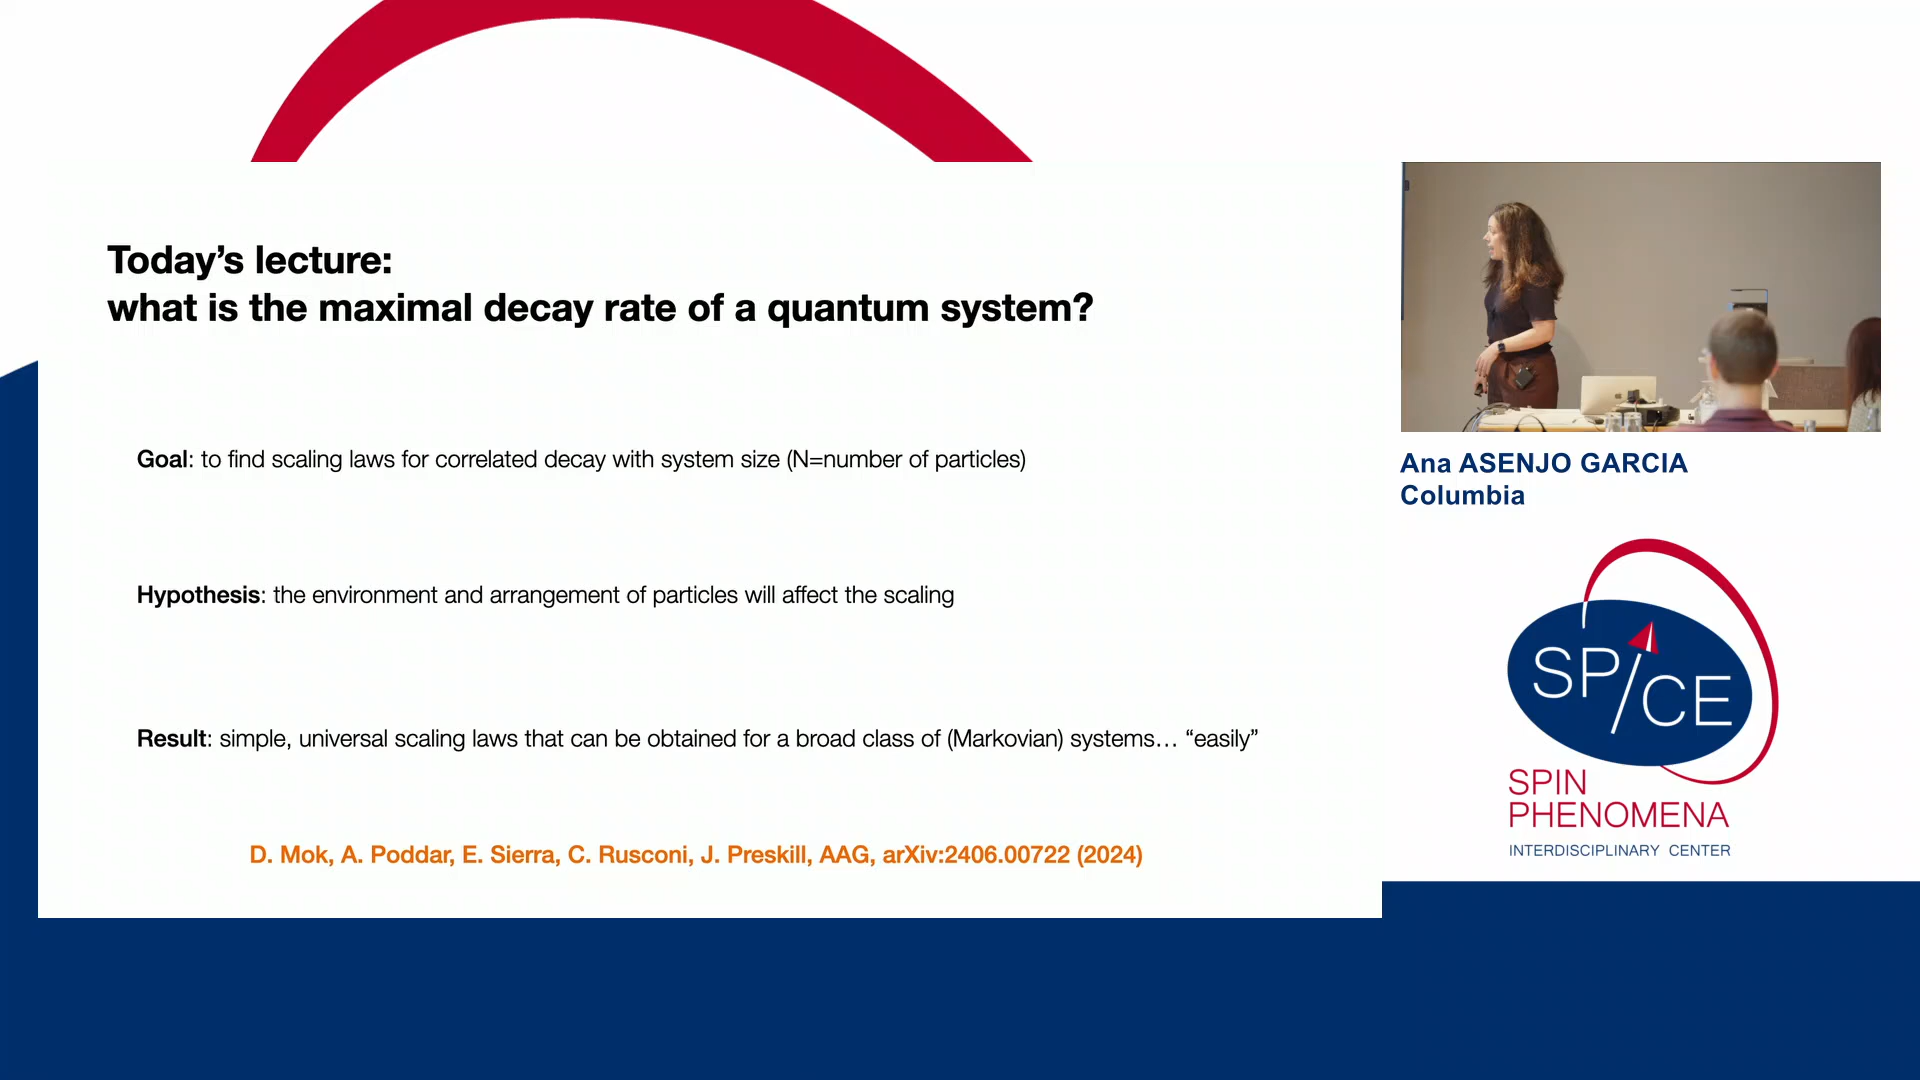 Today’s lecture:
what is the maximal decay rate of a quantum system?
Goal: to find scaling laws for correlated decay with system size (N=number of particles)
Hypothesis: the environment and arrangement of particles will affect the scaling
Result: simple, universal scaling laws that can be obtained for a broad class of (Markovian) systems… “easily”
D. Mok, A. Poddar, E. Sierra, C. Rusconi, J. Preskill, AAG, arXiv:2406.00722 (2024)
Ana ASENJO GARCIA
Columbia
SP/CE
SPIN
PHENOMENA
INTERDISCIPLINARY CENTER